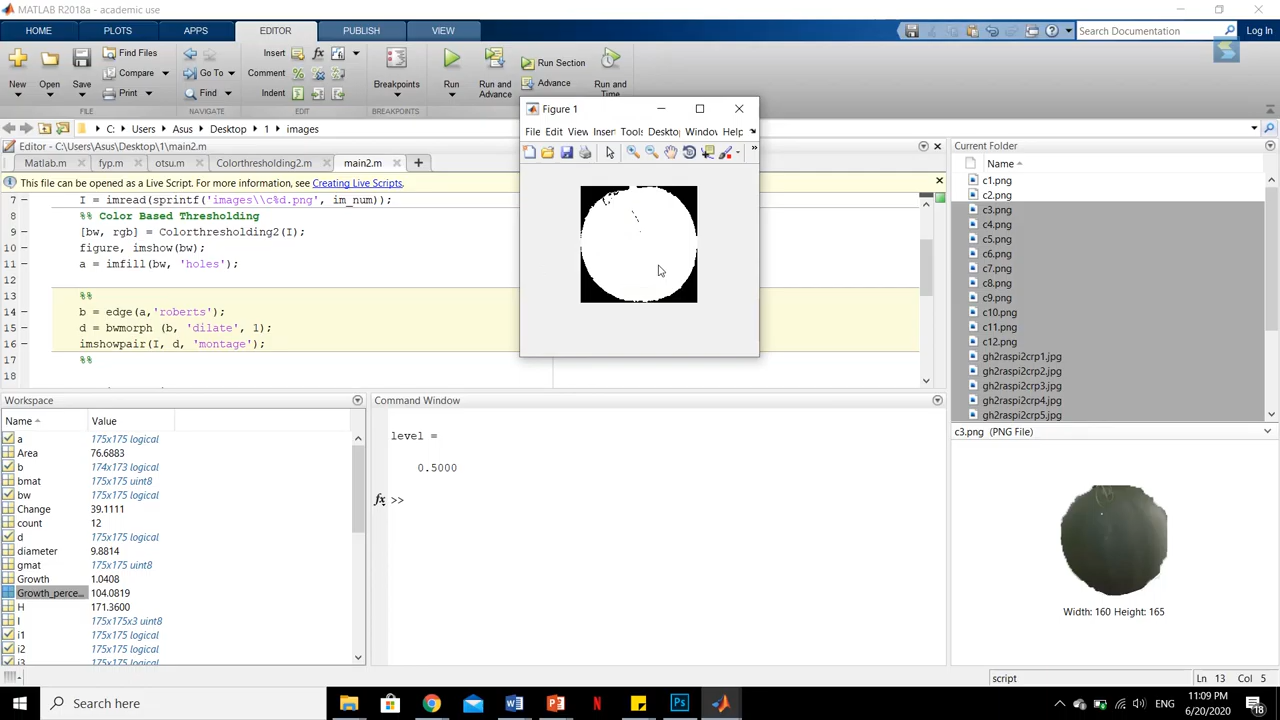 MATLAB R2018a - academic use
HOME PLOTS APPS EDITOR PUBLISH VIEW Search Documentation Log In
New Open Save Find Files Compare Print Go To Find Insert Comment Indent Breakpoints Run Run and Advance Run Section Advance Run and Time
FILE NAVIGATE EDIT BREAKPOINTS RUN
C: Users Asus Desktop 1 images
Editor - C:\Users\Asus\Desktop\1\main2.m
Matlab.m fyp.m otsu.m Colorthresholding2.m main2.m
This file can be opened as a Live Script. For more information, see Creating Live Scripts.
7 I = imread(sprintf('images\\c%d.png', im_num));
8 %% Color Based Thresholding
9 [bw, rgb] = Colorthresholding2(I);
10 figure, imshow(bw);
11 a = imfill(bw, 'holes');
12
13 %%
14 b = edge(a,'roberts');
15 d = bwmorph (b, 'dilate', 1);
16 imshowpair(I, d, 'montage');
17 %%
18
Figure 1
File Edit View Insert Tools Desktop Window Help
Current Folder
Name
c1.png
c2.png
c3.png
c4.png
c5.png
c6.png
c7.png
c8.png
c9.png
c10.png
c11.png
c12.png
gh2raspi2crp1.jpg
gh2raspi2crp2.jpg
gh2raspi2crp3.jpg
gh2raspi2crp4.jpg
gh2raspi2crp5.jpg
c3.png (PNG File)
Width: 160 Height: 165
Workspace
Name Value
a 175x175 logical
Area 76.6883
b 174x173 logical
bmat 175x175 uint8
bw 175x175 logical
Change 39.1111
count 12
d 175x175 logical
diameter 9.8814
gmat 175x175 uint8
Growth 1.0408
Growth_perce... 104.0819
H 171.3600
I 175x175x3 uint8
i1 175x175 logical
i2 175x175 logical
i3 175x175 logical
Command Window
level =
0.5000
fx >>
script Ln 13 Col 5
Search here
ENG
11:09 PM
6/20/2020
18